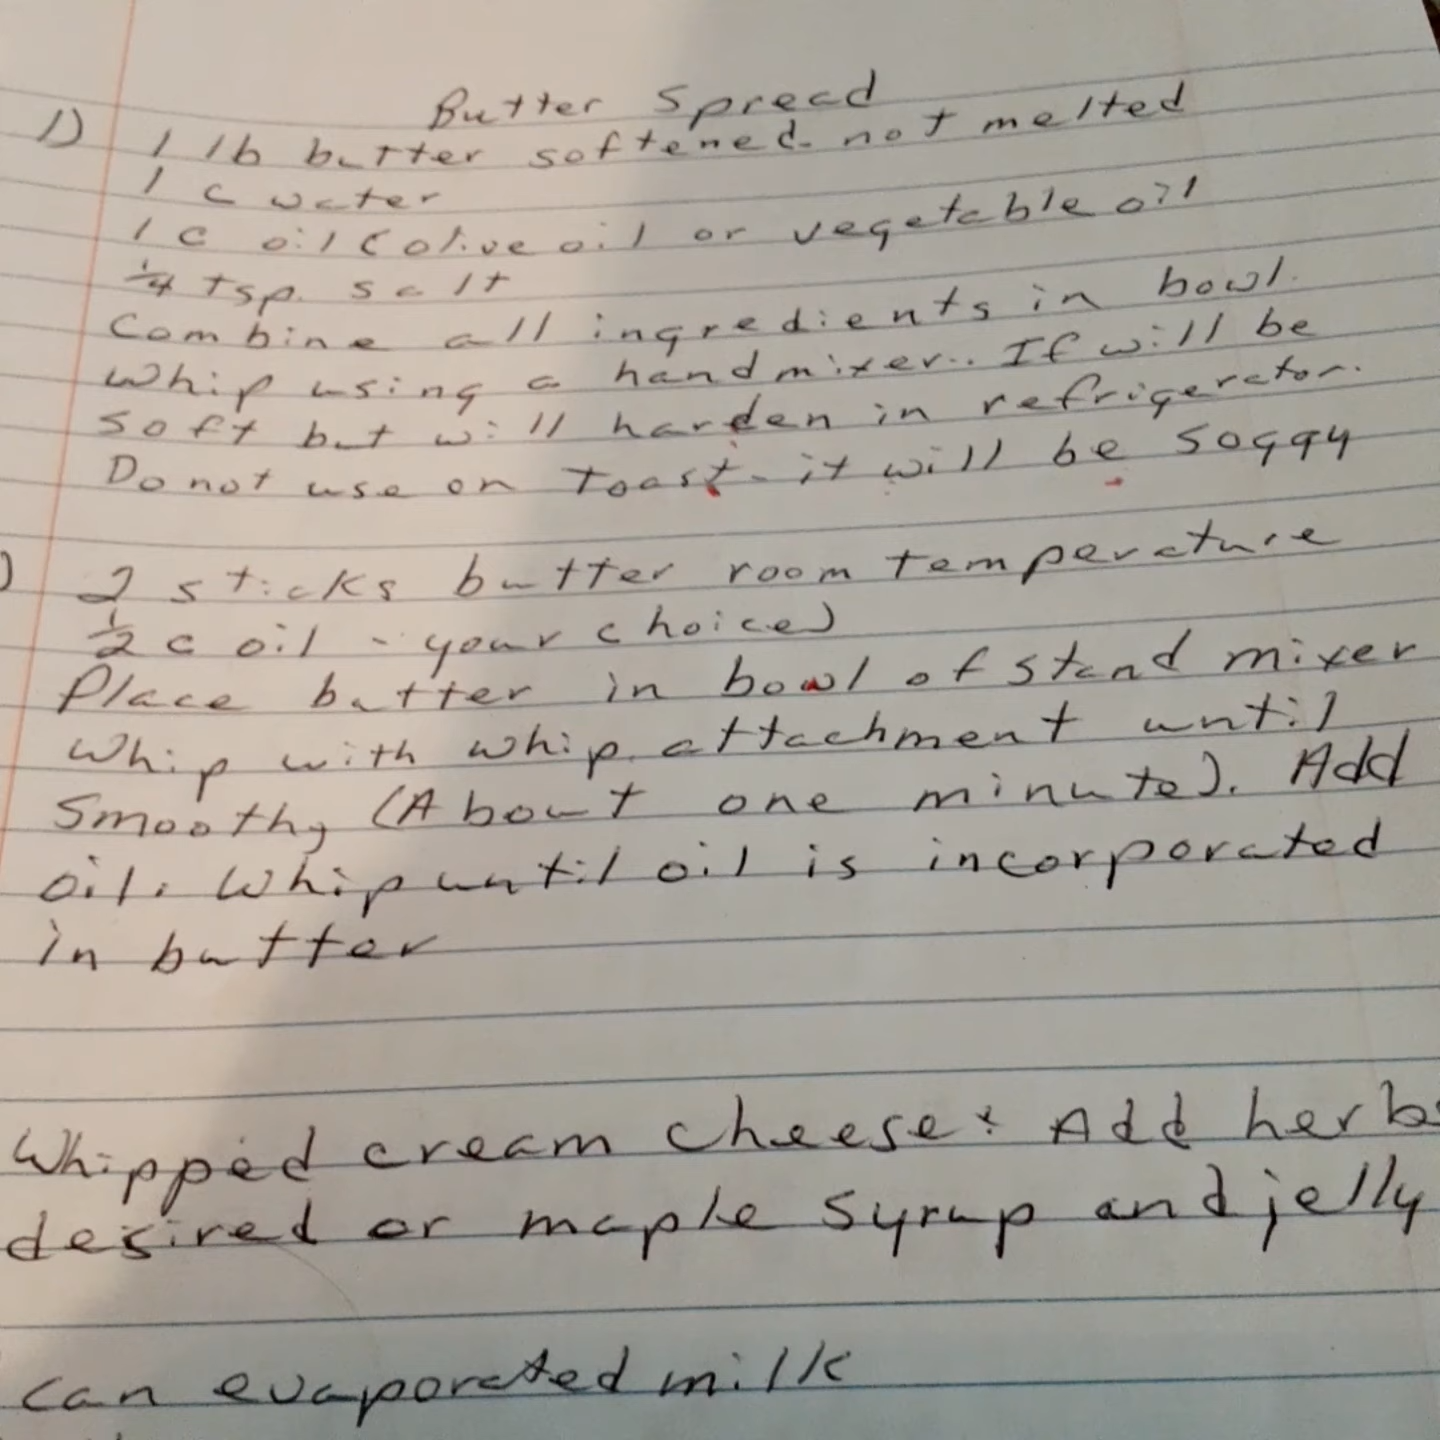 Butter Spread
1) 1 lb butter softened not melted
1 c water
1 c oil (olive oil or vegetable oil
1/4 tsp. salt
Combine all ingredients in bowl.
Whip using a hand mixer.. If will be
soft but will harden in refrigerator.
Do not use on toast - it will be soggy
) 2 sticks butter room temperature
1/2 c oil - your choice)
Place butter in bowl of stand mixer
Whip with whip attachment until
smooth, (About one minute). Add
oil. Whip until oil is incorporated
in butter
Whipped cream cheese: Add herbs
desired or maple syrup and jelly
can evaporated milk